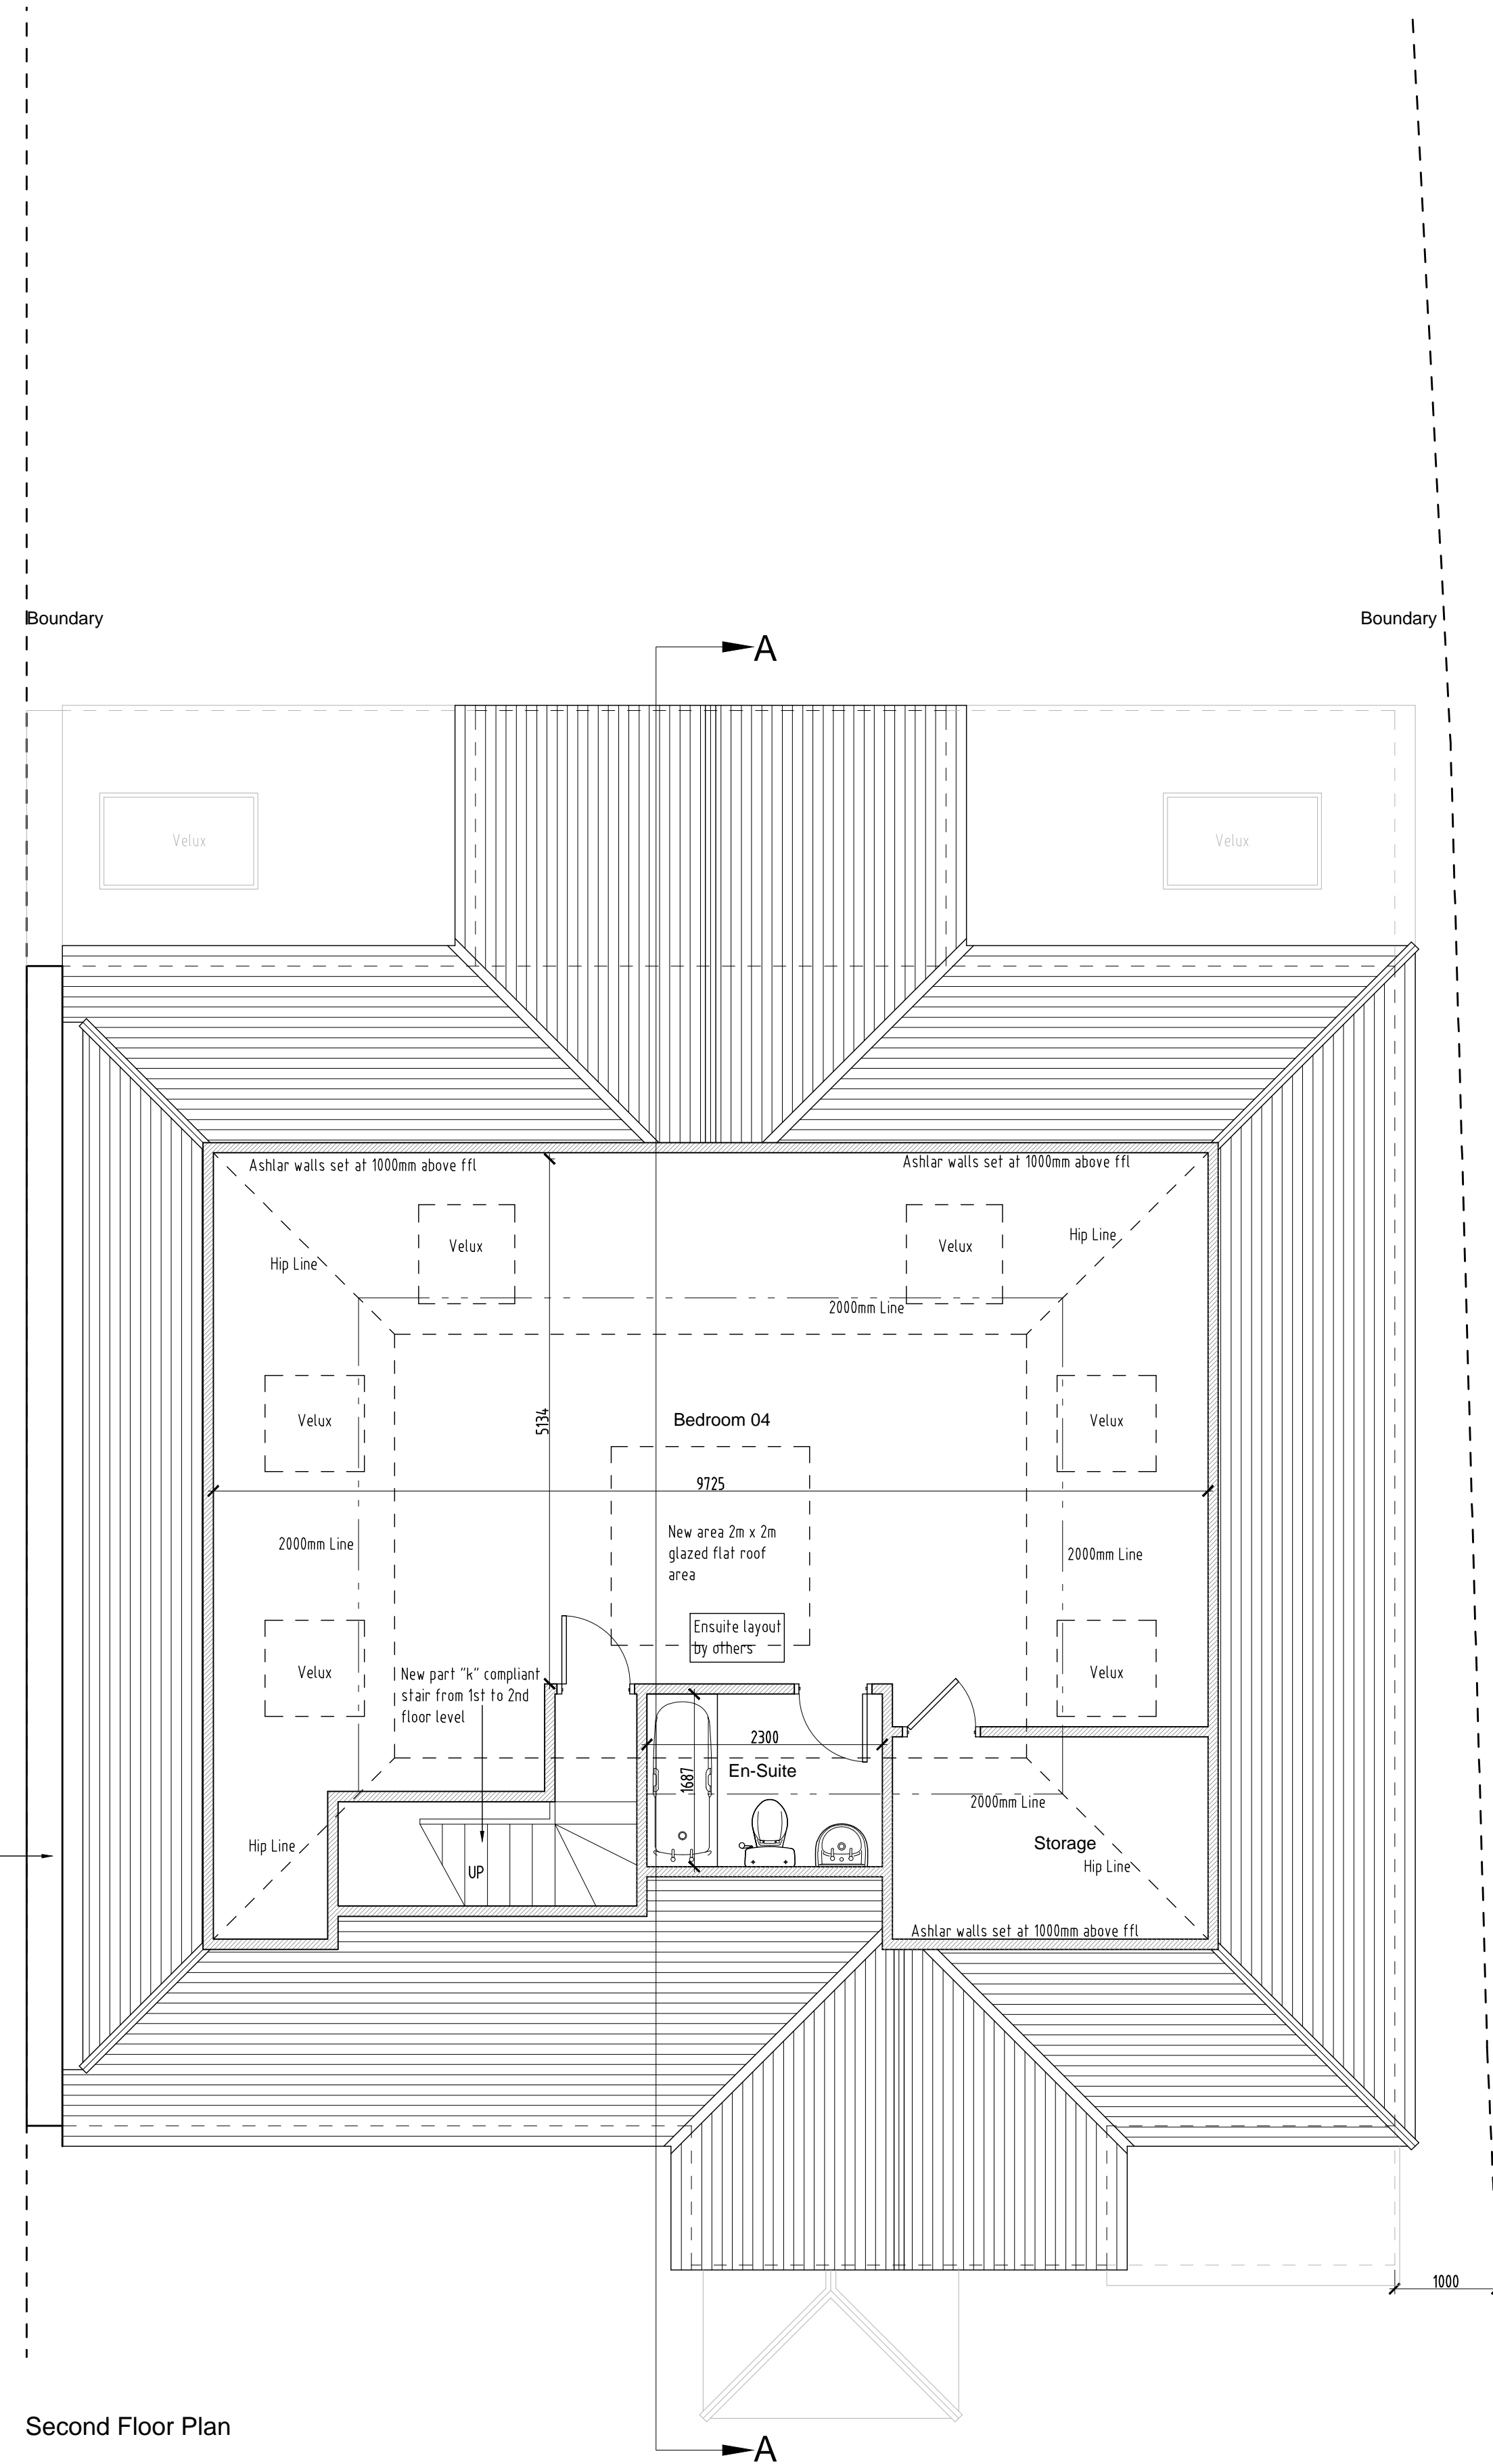 Boundary
Boundary
A
Velux
Velux
Ashlar walls set at 1000mm above ffl
Ashlar walls set at 1000mm above ffl
Hip Line
Velux
Velux
Hip Line
2000mm Line
Velux
5134
Bedroom 04
Velux
9725
2000mm Line
New area 2m x 2m
glazed flat roof
area
2000mm Line
Ensuite layout
by others
Velux
New part "k" compliant
stair from 1st to 2nd
floor level
Velux
2300
1687
En-Suite
2000mm Line
Hip Line
UP
Storage
Hip Line
Ashlar walls set at 1000mm above ffl
1000
Second Floor Plan
A